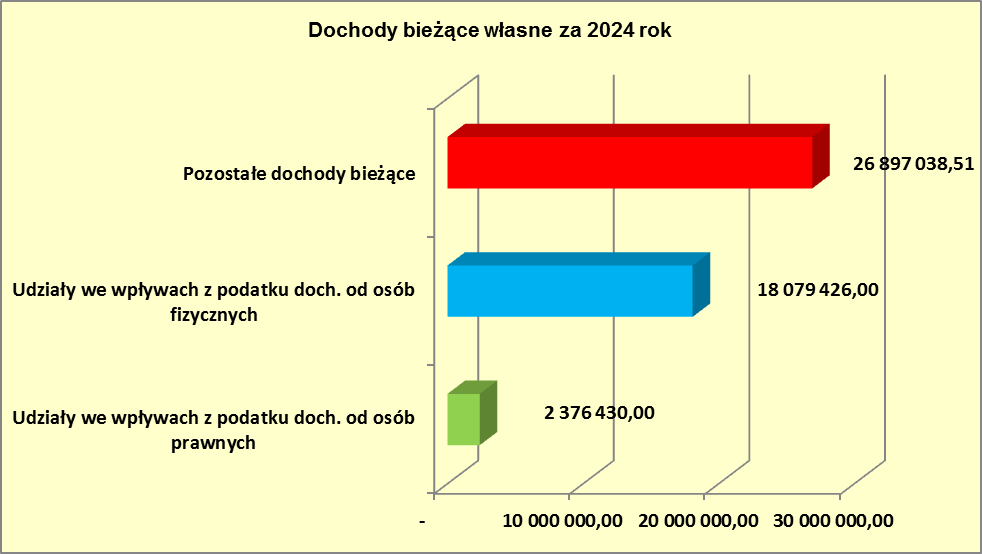 Dochody bieżące własne za 2024 rok
Pozostałe dochody bieżące
26 897 038,51
Udziały we wpływach z podatku doch. od osób
fizycznych
18 079 426,00
Udziały we wpływach z podatku doch. od osób
prawnych
2 376 430,00
- 10 000 000,00 20 000 000,00 30 000 000,00